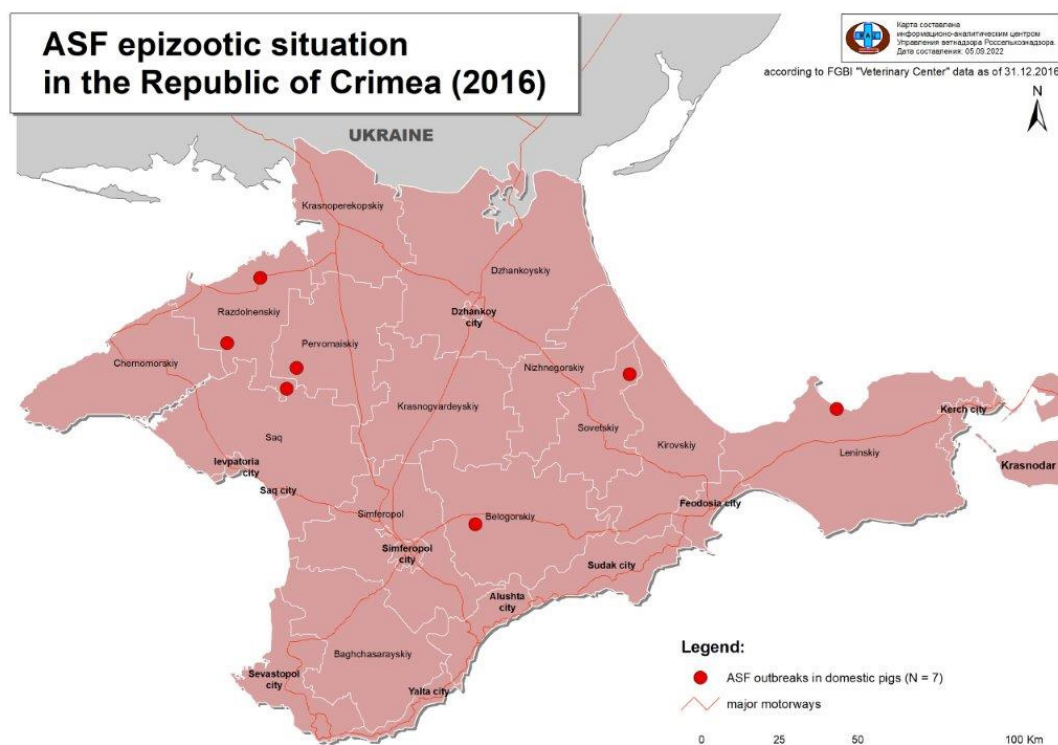 ASF epizootic situation
in the Republic of Crimea (2016)
Карта составлена
информационо-аналитическим центром
Управления ветнадзора Россельхознадзора
Дата составления: 05.09.2022
according to FGBI "Veterinary Center" data as of 31.12.2016
N
UKRAINE
Krasnoperekopskiy
Dzhankoyskiy
Razdolnenskiy
Dzhankoy
city
Pervomaiskiy
Chernomorskiy
Nizhnegorskiy
Krasnogvardeyskiy
Kerch city
Sovetskiy
Saq
Kirovskiy
Leninskiy
Ievpatoria
city
Krasnodar
Saq city
Feodosia city
Simferopol
Belogorskiy
Simferopol
city
Sudak city
Alushta
city
Baghchasarayskiy
Sevastopol
city
Yalta city
Legend:
ASF outbreaks in domestic pigs (N = 7)
major motorways
0 25 50 100 Km